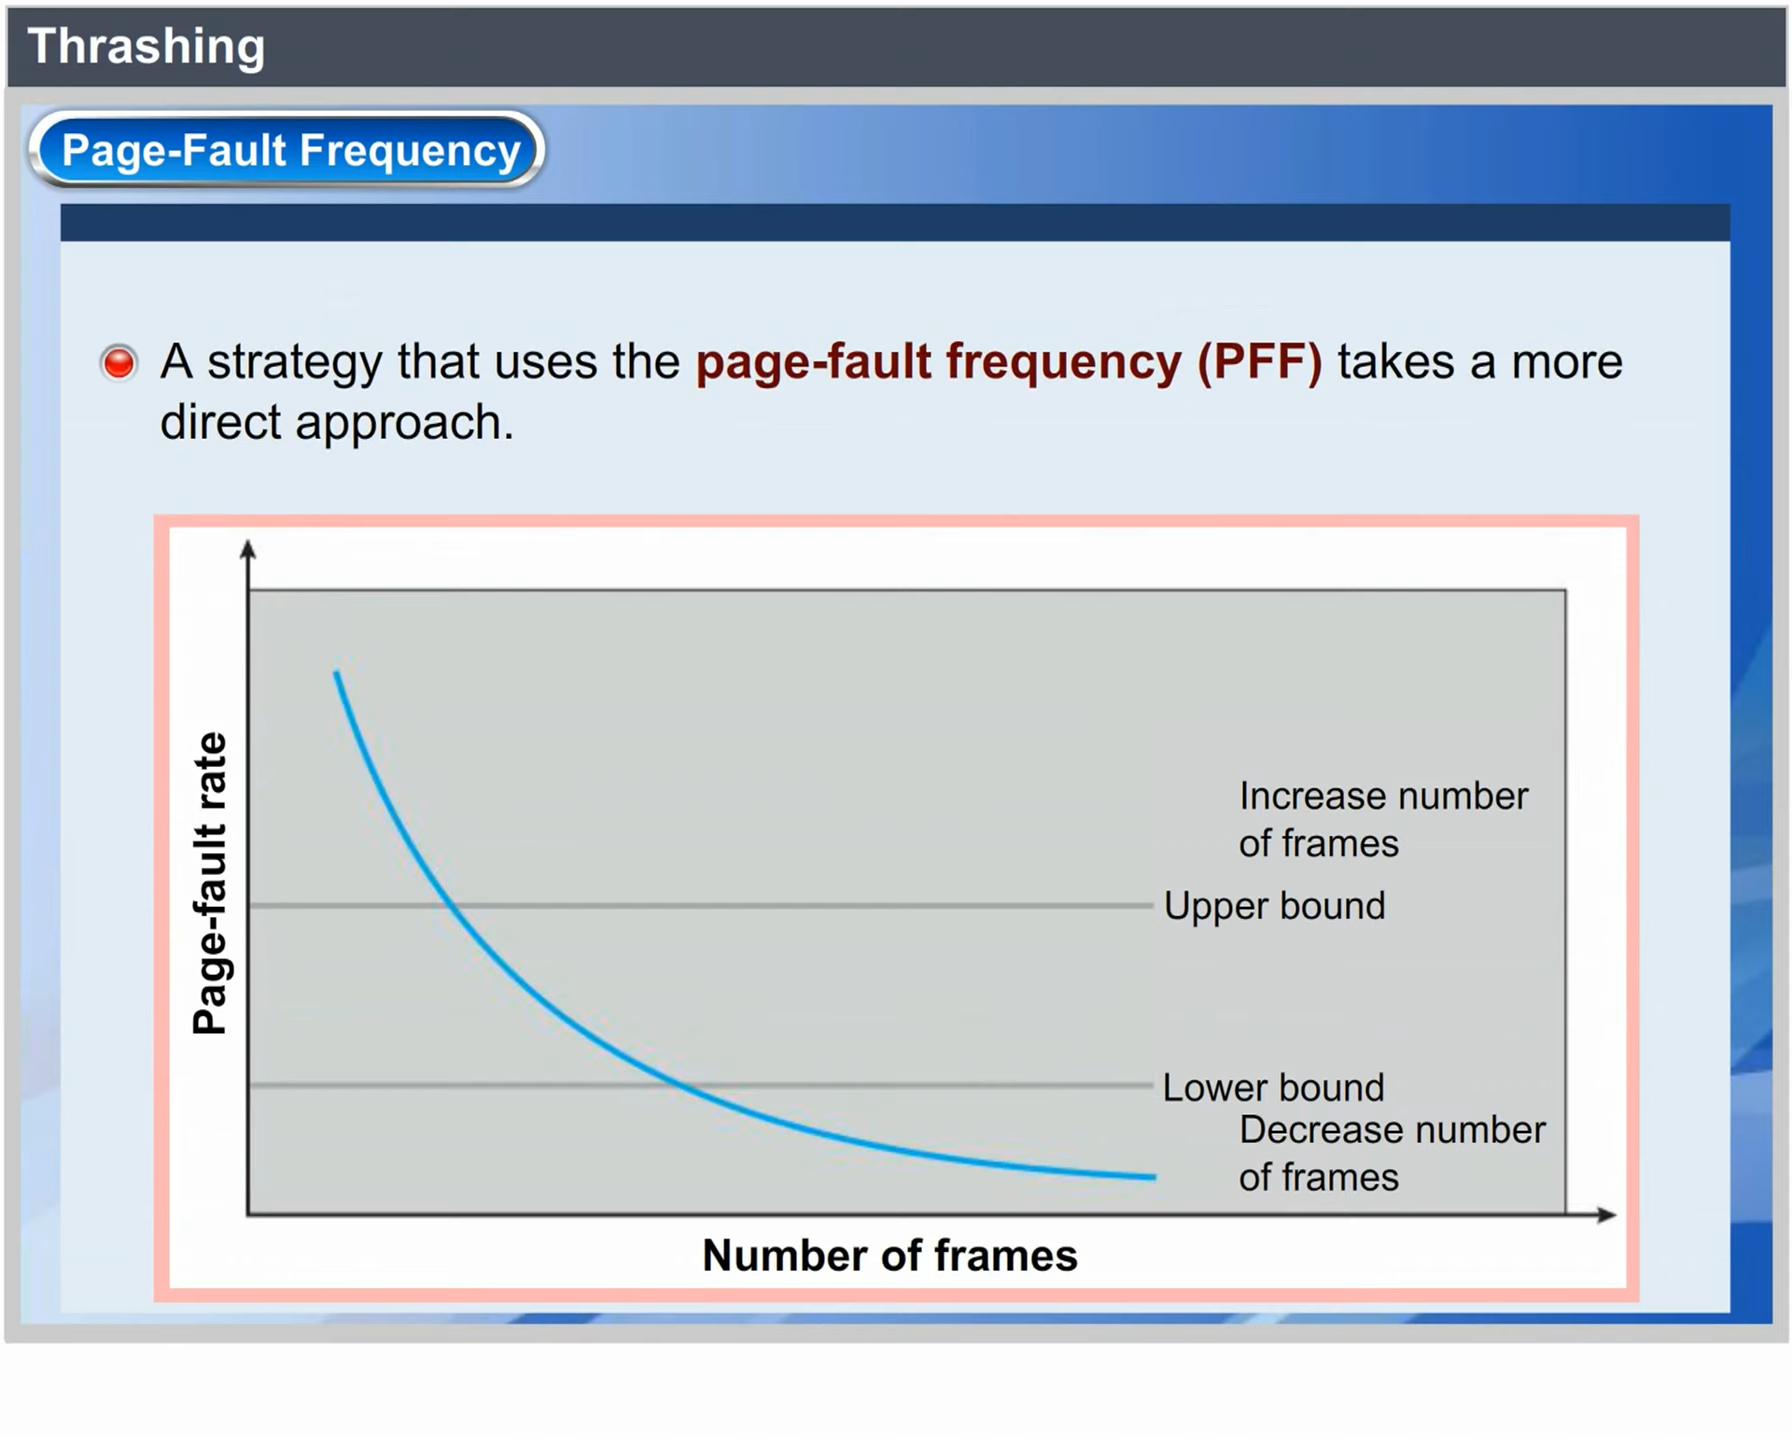 Thrashing
Page-Fault Frequency
A strategy that uses the page-fault frequency (PFF) takes a more
direct approach.
Page-fault rate
Increase number
of frames
Upper bound
Lower bound
Decrease number
of frames
Number of frames